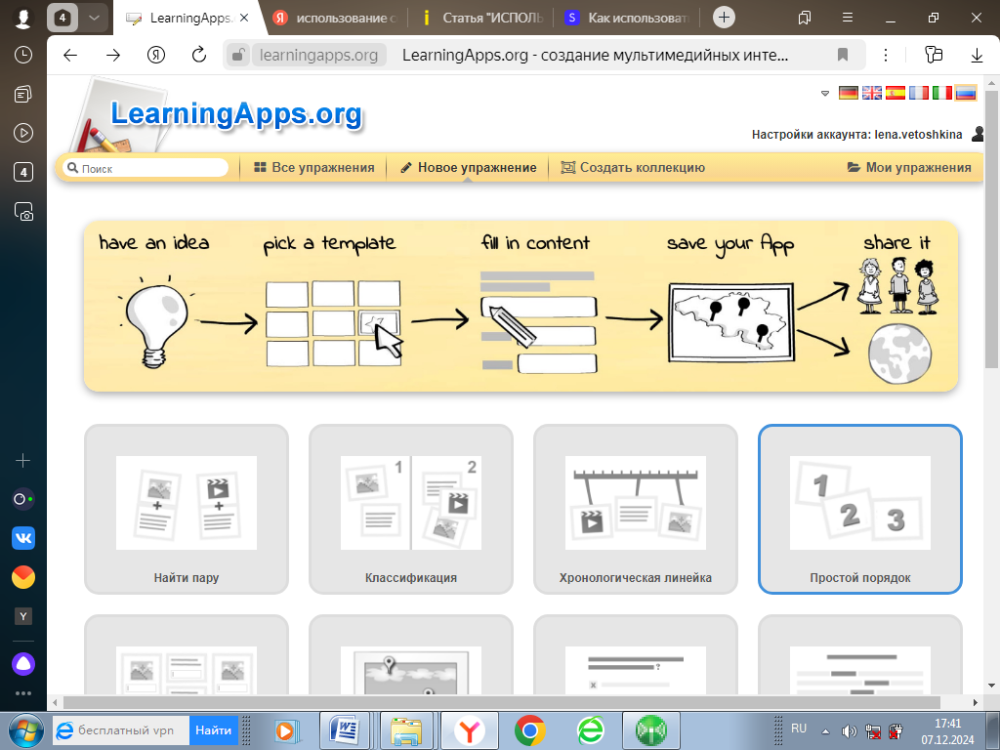 4
LearningApps.
использование
Статья "ИСПОЛЬ
Как использоват
learningapps.org
LearningApps.org - создание мультимедийных инте...
LearningApps.org
Настройки аккаунта: lena.vetoshkina
Поиск
Все упражнения
Новое упражнение
Создать коллекцию
Мои упражнения
4
have an idea
pick a template
fill in content
save your App
share it
1
2
1
2
3
Найти пару
Классификация
Хронологическая линейка
Простой порядок
?
x
бесплатный vpn
Найти
RU
17:41
07.12.2024